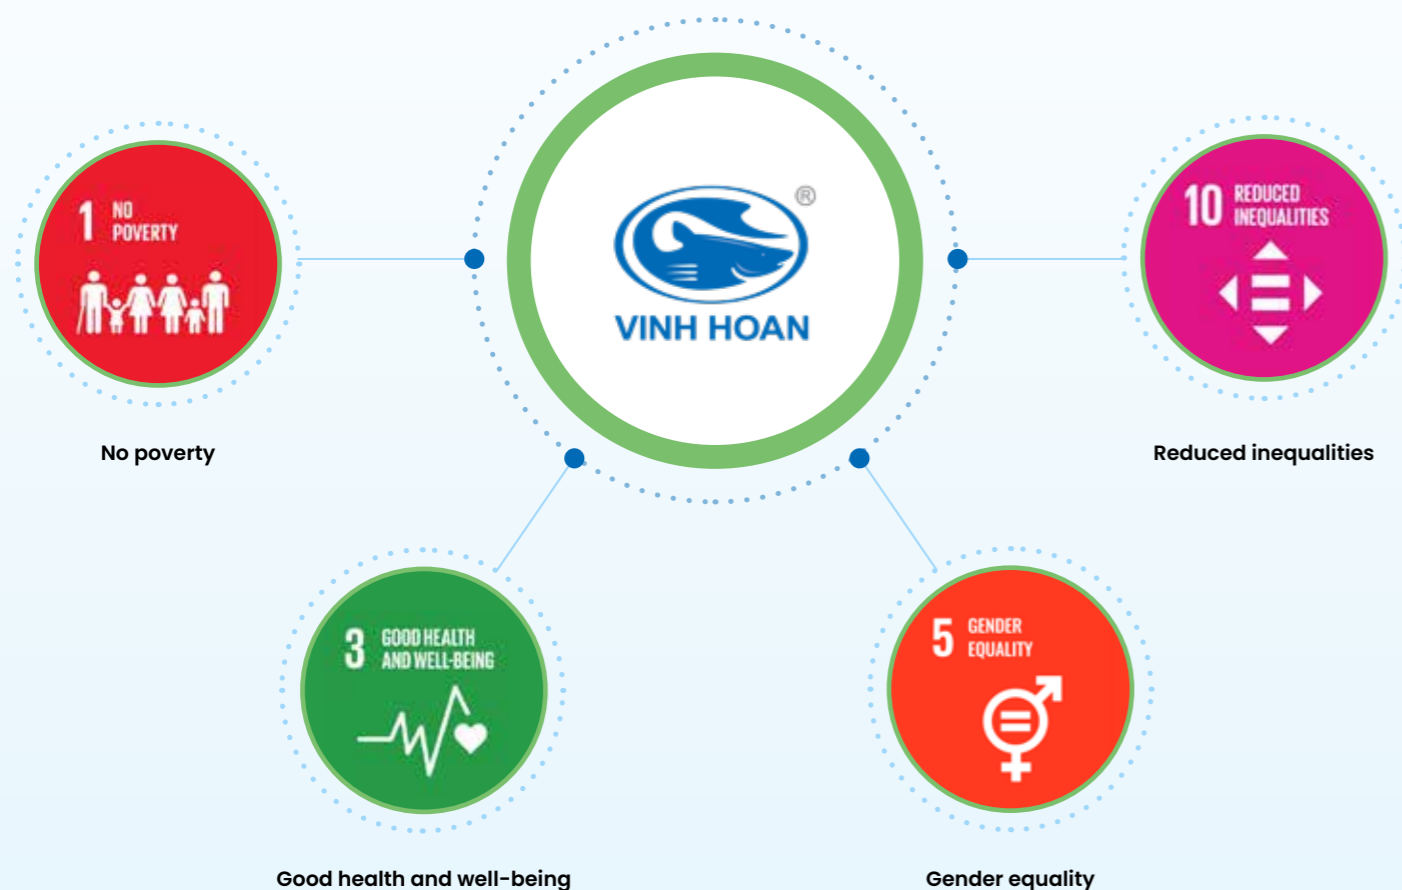 1 NO
POVERTY
No poverty
3 GOOD HEALTH
AND WELL-BEING
Good health and well-being
®
VINH HOAN
5 GENDER
EQUALITY
Gender equality
10 REDUCED
INEQUALITIES
Reduced inequalities